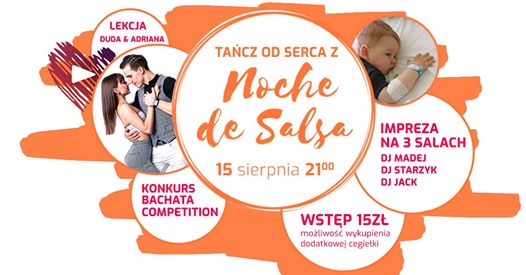 LEKCJA
DUDA & ADRIANA
TAŃCZ OD SERCA Z
Noche
de Salsa
15 sierpnia 21⁰⁰
KONKURS
BACHATA
COMPETITION
IMPREZA
NA 3 SALACH
DJ MADEJ
DJ STARZYK
DJ JACK
WSTĘP 15ZŁ
możliwość wykupienia
dodatkowej cegiełki